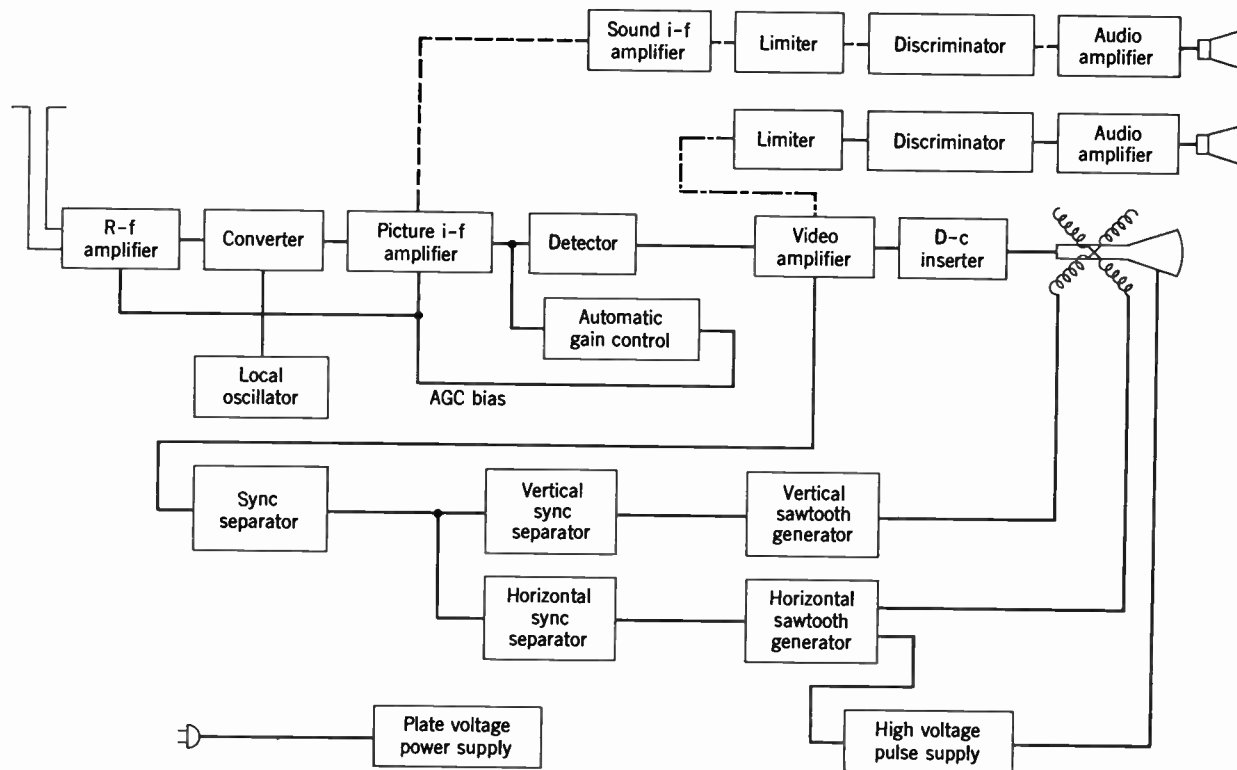 Sound i-f
amplifier
Limiter
Discriminator
Audio
amplifier
Limiter
Discriminator
Audio
amplifier
R-f
amplifier
Converter
Picture i-f
amplifier
Detector
Video
amplifier
D-c
inserter
Automatic
gain control
Local
oscillator
AGC bias
Sync
separator
Vertical
sync
separator
Vertical
sawtooth
generator
Horizontal
sync
separator
Horizontal
sawtooth
generator
Plate voltage
power supply
High voltage
pulse supply